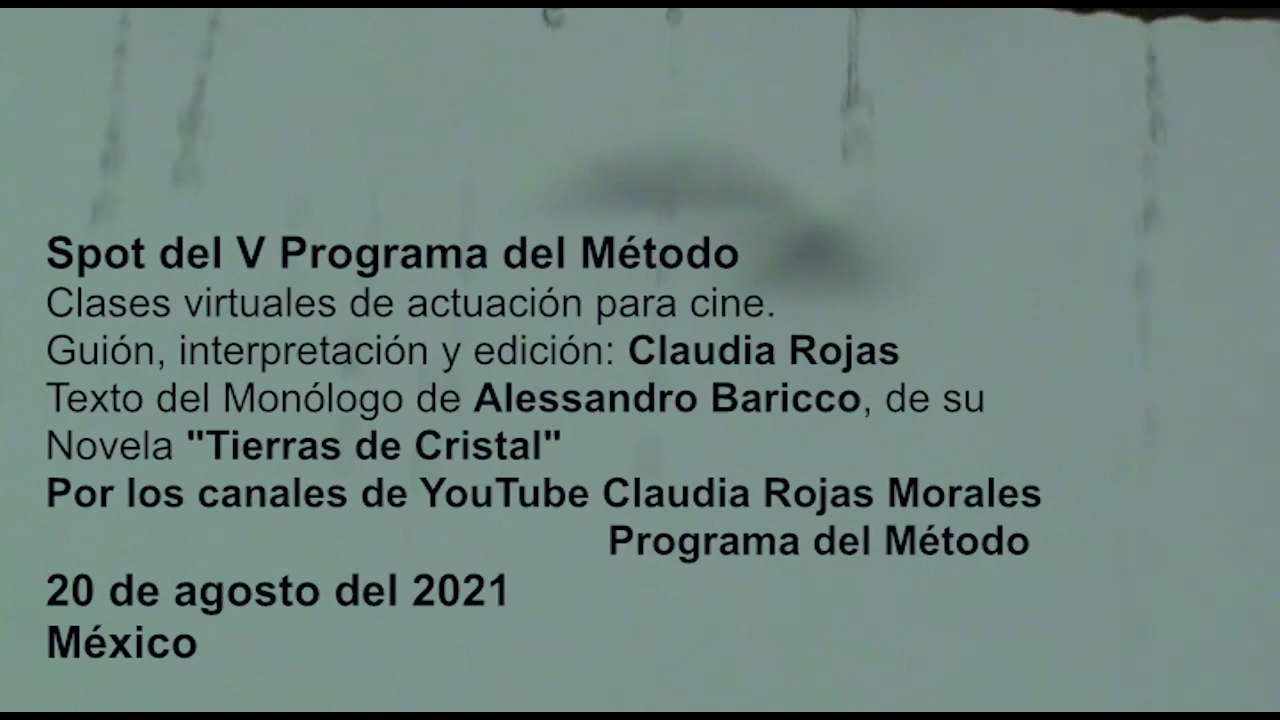 Spot del V Programa del Método
Clases virtuales de actuación para cine.
Guión, interpretación y edición: Claudia Rojas
Texto del Monólogo de Alessandro Baricco, de su
Novela "Tierras de Cristal"
Por los canales de YouTube Claudia Rojas Morales
Programa del Método
20 de agosto del 2021
México